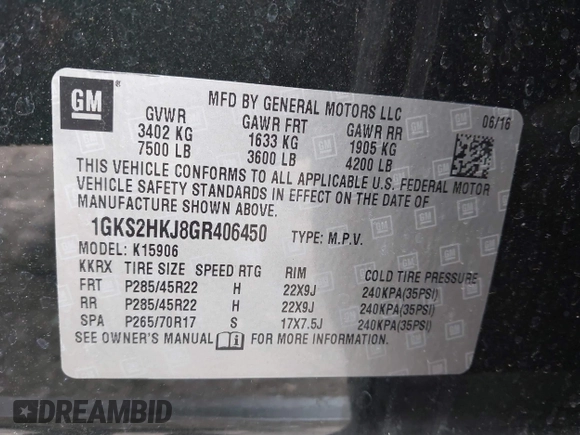 GM
MFD BY GENERAL MOTORS LLC
06/16
GVWR GAWR FRT GAWR RR
3402 KG 1633 KG 1905 KG
7500 LB 3600 LB 4200 LB
THIS VEHICLE CONFORMS TO ALL APPLICABLE U.S. FEDERAL MOTOR
VEHICLE SAFETY STANDARDS IN EFFECT ON THE DATE OF
MANUFACTURE SHOWN ABOVE.
1GKS2HKJ8GR406450 TYPE: M.P.V.
MODEL: K15906
KKRX TIRE SIZE SPEED RTG RIM COLD TIRE PRESSURE
FRT P285/45R22 H 22X9J 240KPA(35PSI)
RR P285/45R22 H 22X9J 240KPA(35PSI)
SPA P265/70R17 S 17X7.5J 240KPA(35PSI)
SEE OWNER'S MANUAL FOR MORE INFORMATION
DREAMBID